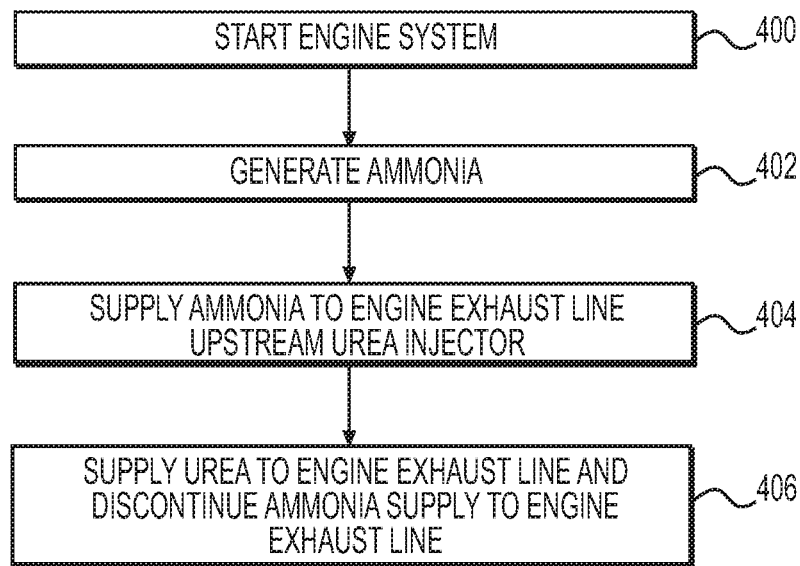 START ENGINE SYSTEM
400
GENERATE AMMONIA
402
SUPPLY AMMONIA TO ENGINE EXHAUST LINE
UPSTREAM UREA INJECTOR
404
SUPPLY UREA TO ENGINE EXHAUST LINE AND
DISCONTINUE AMMONIA SUPPLY TO ENGINE
EXHAUST LINE
406